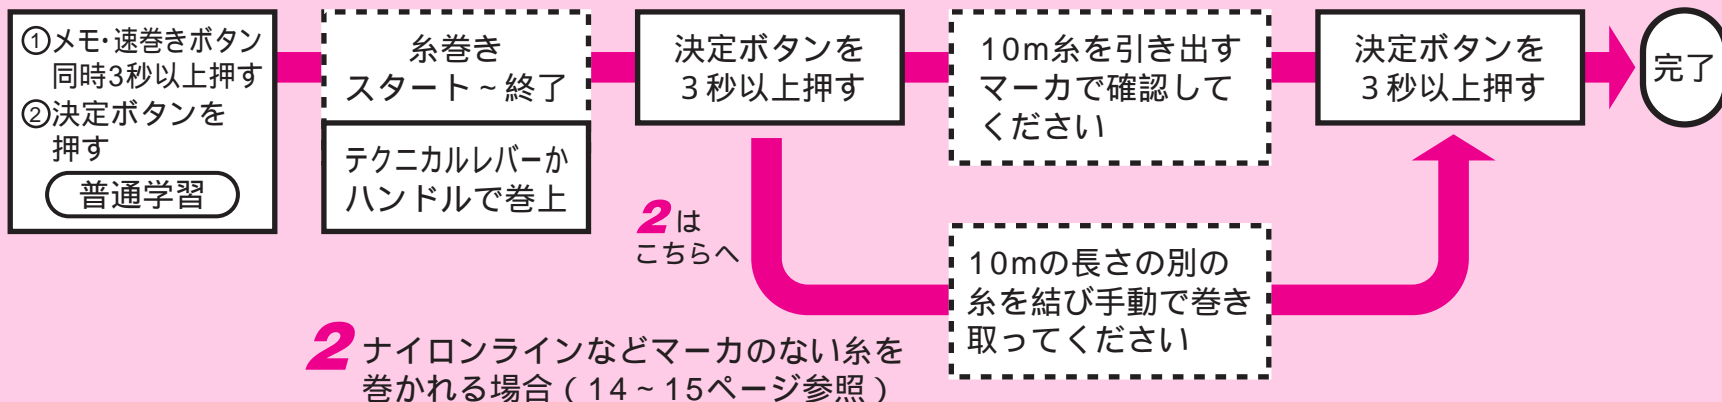 ①メモ・速巻きボタン
同時3秒以上押す
②決定ボタンを
押す
普通学習
糸巻き
スタート~終了
テクニカルレバーか
ハンドルで巻上
決定ボタンを
3秒以上押す
10m糸を引き出す
マーカで確認して
ください
決定ボタンを
3秒以上押す
完了
2は
こちらへ
10mの長さの別の
糸を結び手動で巻き
取ってください
2 ナイロンラインなどマーカのない糸を
巻かれる場合(14~15ページ参照)